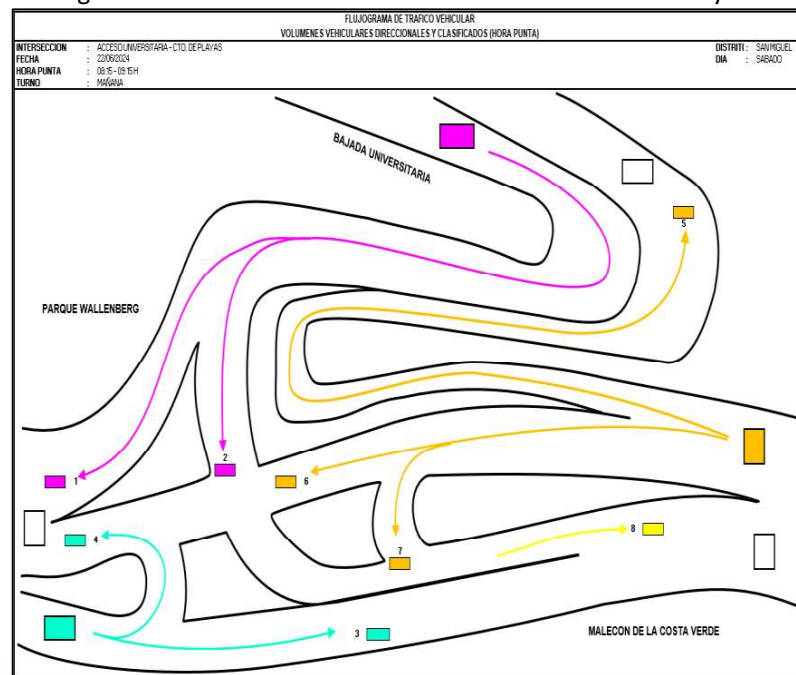 FLUJOGRAMA DE TRAFICO VEHICULAR
VOLUMENES VEHICULARES DIRECCIONALES Y CLASIFICADOS (HORA PUNTA)
INTERSECCION : ACCESO UNIVERSITARIA - CTO. DE PLAYAS DISTRITI : SAN MIGUEL
FECHA : 22/06/2024 DIA : SABADO
HORA PUNTA : 08:15 - 09:15 H
TURNO : MAÑANA
BAJADA UNIVERSITARIA
5
PARQUE WALLENBERG
2
1
6
4
8
7
3
MALECON DE LA COSTA VERDE